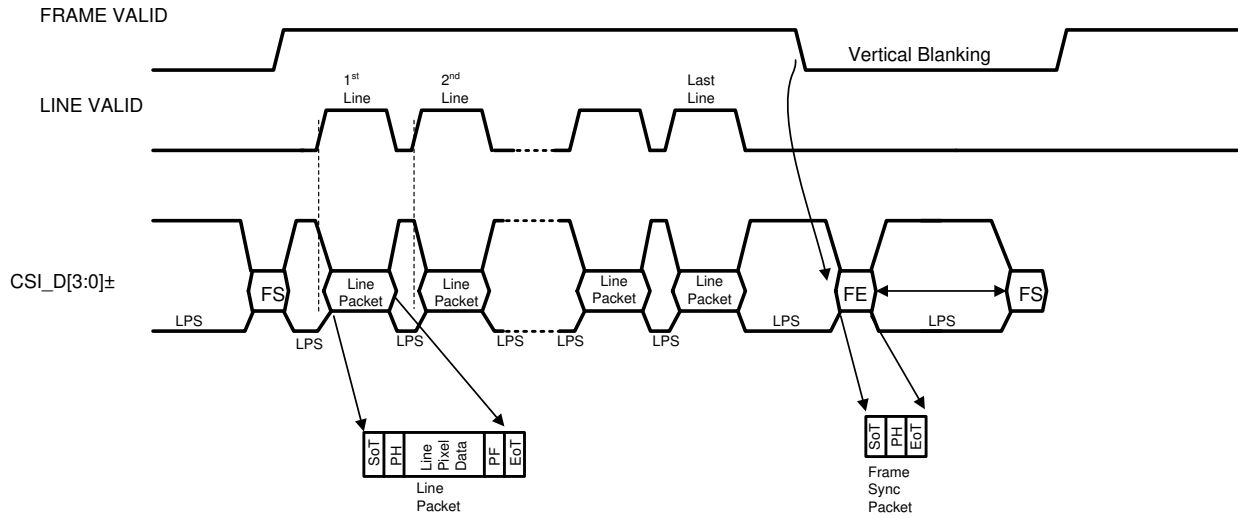 FRAME VALID
Vertical Blanking
LINE VALID
1st
Line
2nd
Line
Last
Line
CSI_D[3:0]±
FS
Line
Packet
Line
Packet
Line
Packet
Line
Packet
FE
FS
LPS
LPS
LPS
LPS
LPS
LPS
LPS
LPS
SoT
PH
Line
Pixel
Data
PF
EoT
Line
Packet
SoT
PH
EoT
Frame
Sync
Packet